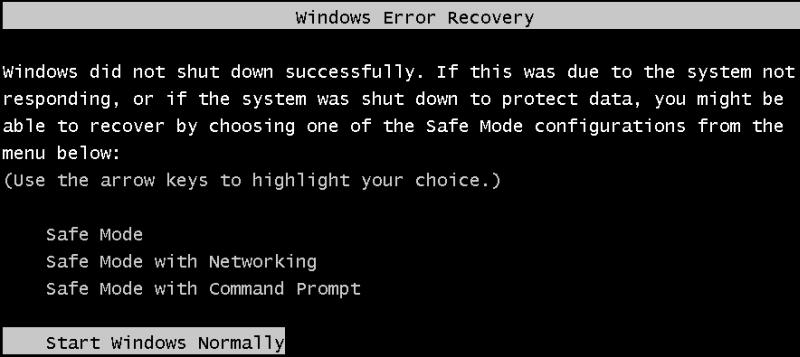 Windows Error Recovery
Windows did not shut down successfully. If this was due to the system not
responding, or if the system was shut down to protect data, you might be
able to recover by choosing one of the Safe Mode configurations from the
menu below:
(Use the arrow keys to highlight your choice.)
Safe Mode
Safe Mode with Networking
Safe Mode with Command Prompt
Start Windows Normally